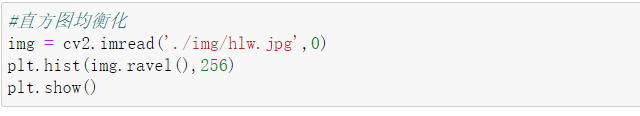 #直方图均衡化
img = cv2.imread('./img/hlw.jpg',0)
plt.hist(img.ravel(),256)
plt.show()